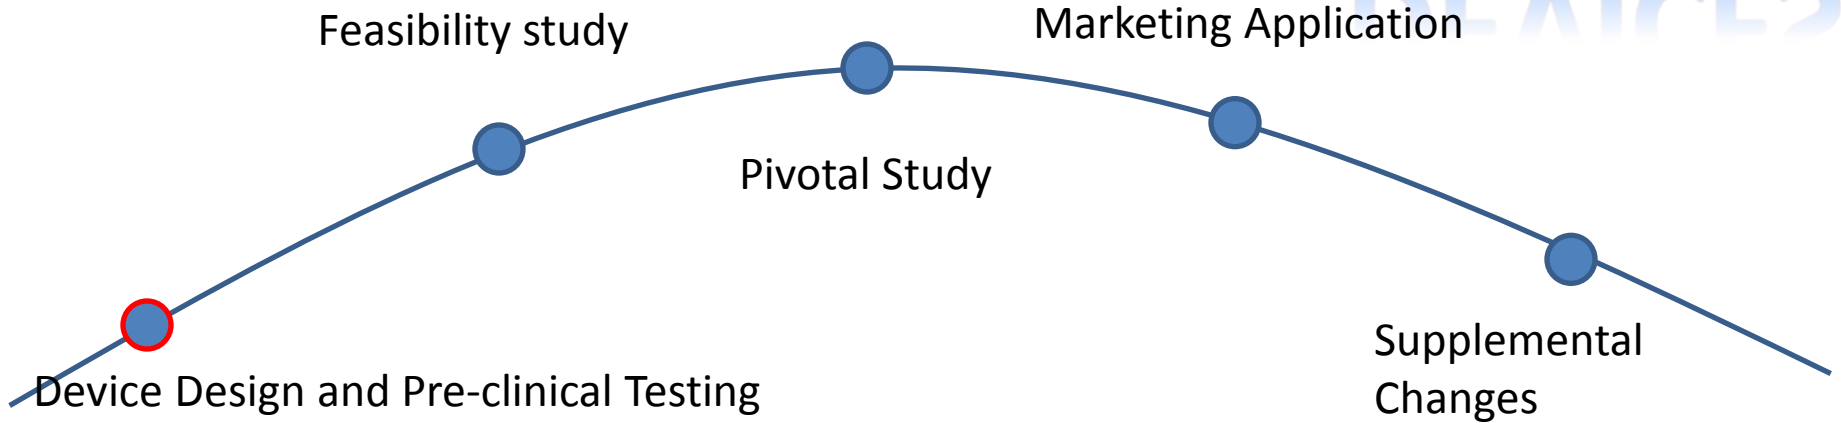 Feasibility study
Marketing Application
Pivotal Study
Device Design and Pre-clinical Testing
Supplemental
Changes